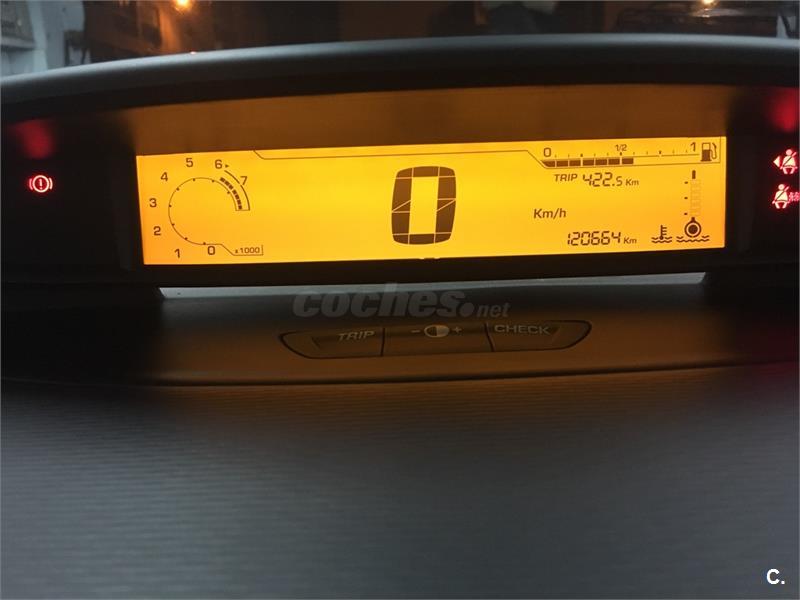 0 1/2 1
TRIP 422.5 Km
5 6
4 7
3
2
1 0 x1000
0
Km/h
120664 Km
coches.net
TRIP - + CHECK
C.